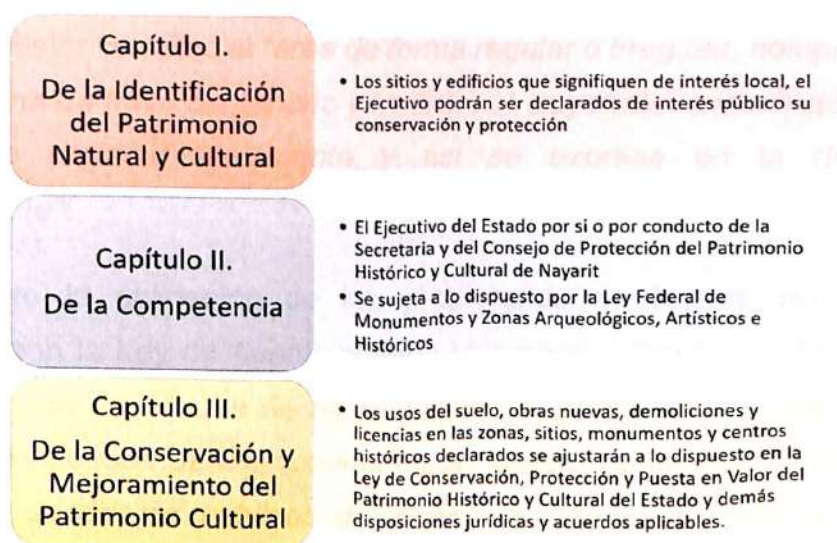 Capítulo I.
De la Identificación
del Patrimonio
Natural y Cultural
• Los sitios y edificios que signifiquen de interés local, el
Ejecutivo podrán ser declarados de interés público su
conservación y protección
Capítulo II.
De la Competencia
• El Ejecutivo del Estado por si o por conducto de la
Secretaria y del Consejo de Protección del Patrimonio
Histórico y Cultural de Nayarit
• Se sujeta a lo dispuesto por la Ley Federal de
Monumentos y Zonas Arqueológicos, Artísticos e
Históricos
Capítulo III.
De la Conservación y
Mejoramiento del
Patrimonio Cultural
• Los usos del suelo, obras nuevas, demoliciones y
licencias en las zonas, sitios, monumentos y centros
históricos declarados se ajustarán a lo dispuesto en la
Ley de Conservación, Protección y Puesta en Valor del
Patrimonio Histórico y Cultural del Estado y demás
disposiciones jurídicas y acuerdos aplicables.